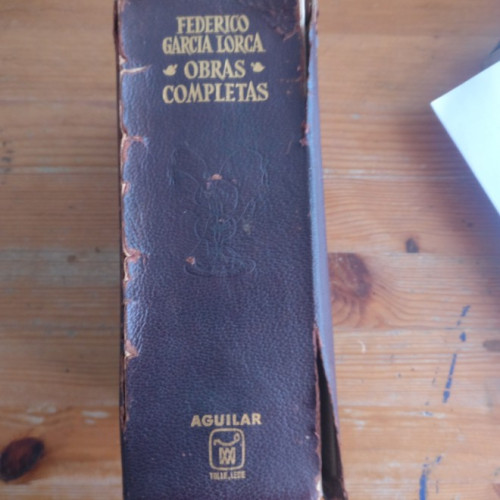 FEDERICO
GARCIA LORCA
OBRAS
COMPLETAS
AGUILAR